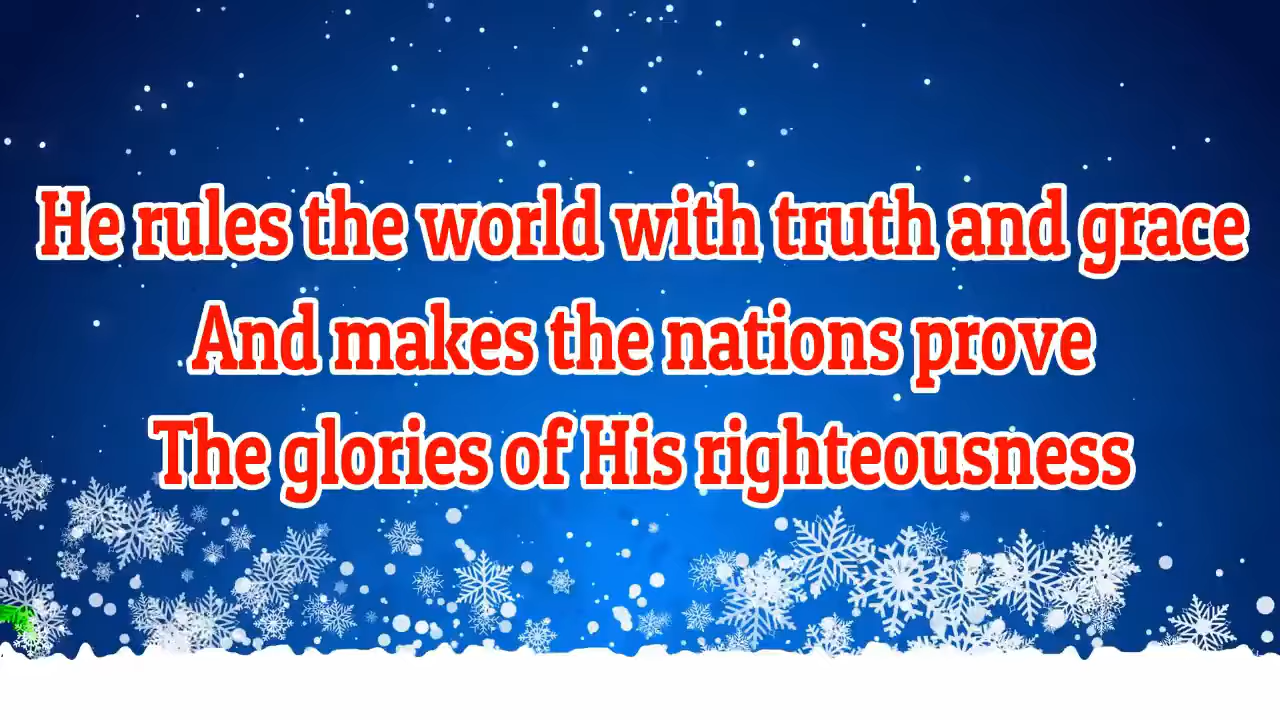 He rules the world with truth and grace
And makes the nations prove
The glories of His righteousness